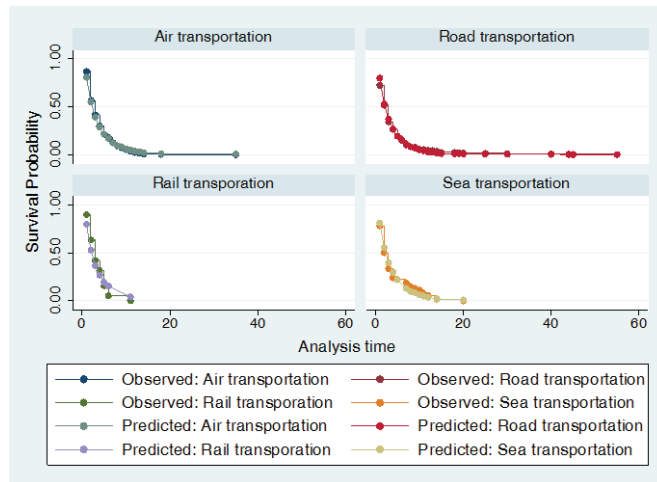 Air transportation
Road transportation
1.00
0.50
0.00
Rail transporation
Sea transportation
1.00
0.50
0.00
Survival Probability
0 20 40 60 0 20 40 60
Analysis time
Observed: Air transportation Observed: Road transportation
Observed: Rail transporation Observed: Sea transportation
Predicted: Air transportation Predicted: Road transportation
Predicted: Rail transporation Predicted: Sea transportation